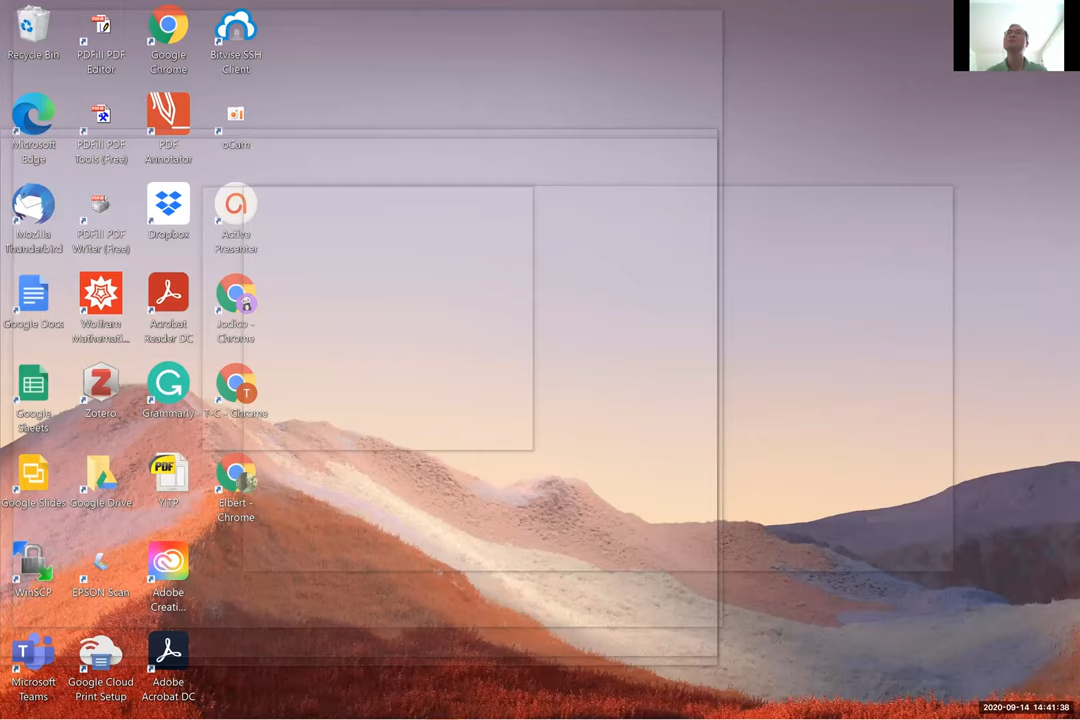 Recycle Bin
PDFill PDF
Editor
Google
Chrome
Bitvise SSH
Client
Microsoft
Edge
PDFill PDF
Tools (Free)
PDF
Annotator
oCam
Mozilla
Thunderbird
PDFill PDF
Writer (Free)
Dropbox
Active
Presenter
Google Docs
Wolfram
Mathemati...
Acrobat
Reader DC
Jodico -
Chrome
Google
Sheets
Zotero
Grammarly
T-C - Chrome
Google Slides
Google Drive
PDF
YITP
Elbert -
Chrome
WinSCP
EPSON Scan
Adobe
Creati...
Microsoft
Teams
Google Cloud
Print Setup
Adobe
Acrobat DC
2020-09-14 14:41:38